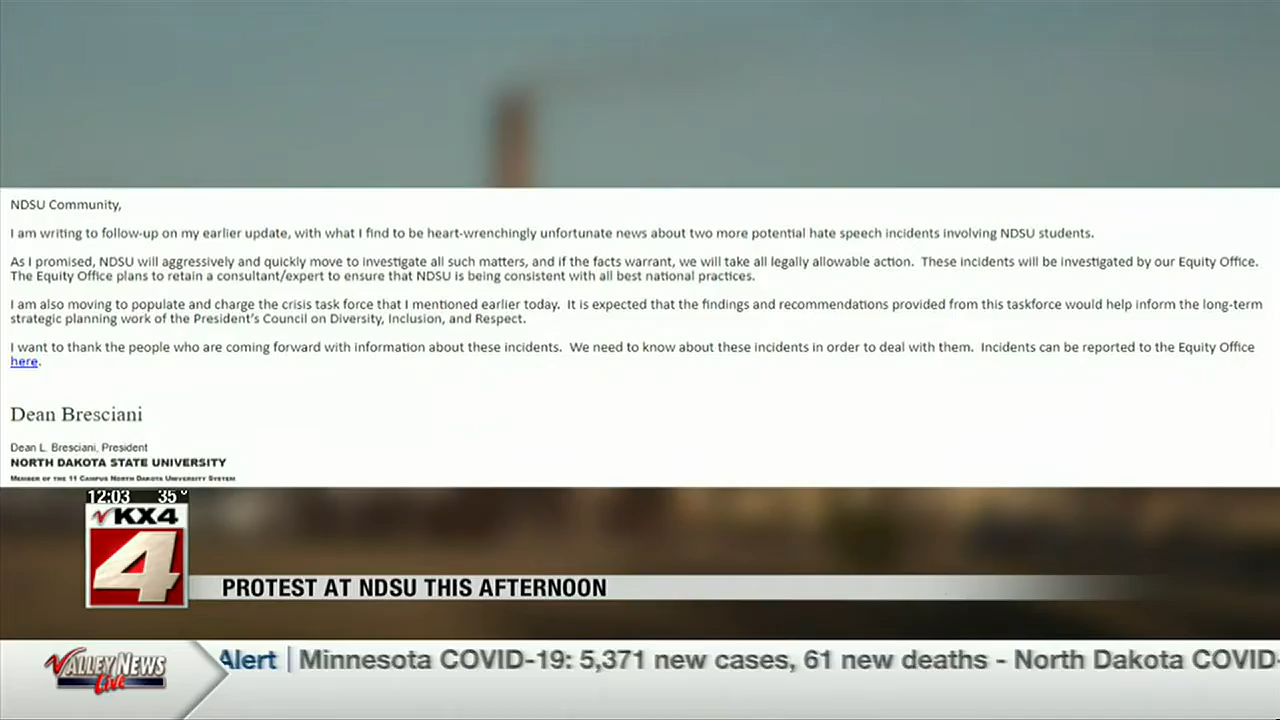 NDSU Community,
I am writing to follow-up on my earlier update, with what I find to be heart-wrenchingly unfortunate news about two more potential hate speech incidents involving NDSU students.
As I promised, NDSU will aggressively and quickly move to investigate all such matters, and if the facts warrant, we will take all legally allowable action.  These incidents will be investigated by our Equity Office.
The Equity Office plans to retain a consultant/expert to ensure that NDSU is being consistent with all best national practices.
I am also moving to populate and charge the crisis task force that I mentioned earlier today.  It is expected that the findings and recommendations provided from this taskforce would help inform the long-term
strategic planning work of the President's Council on Diversity, Inclusion, and Respect.
I want to thank the people who are coming forward with information about these incidents.  We need to know about these incidents in order to deal with them.  Incidents can be reported to the Equity Office
here.
Dean Bresciani
Dean L. Bresciani, President
NORTH DAKOTA STATE UNIVERSITY
MEMBER OF THE 11 CAMPUS NORTH DAKOTA UNIVERSITY SYSTEM
12:03 35°
KX4
4
PROTEST AT NDSU THIS AFTERNOON
VALLEY NEWS
Live
Alert | Minnesota COVID-19: 5,371 new cases, 61 new deaths - North Dakota COVID-